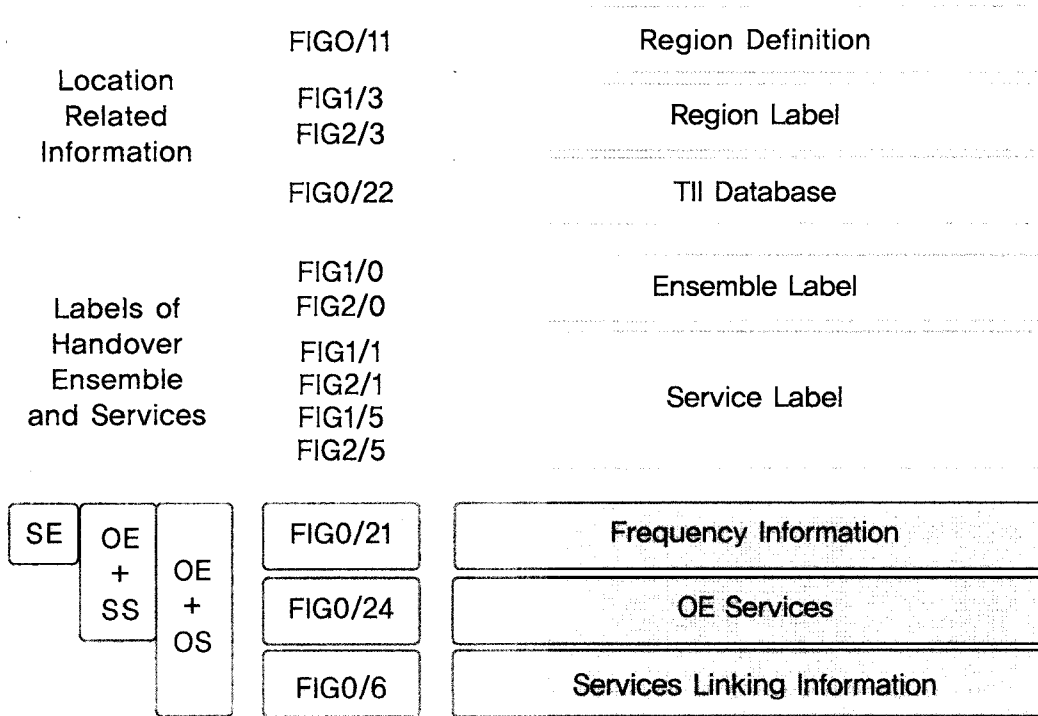 FIGO/11 Region Definition
Location
Related
Information
FIG1/3
FIG2/3
Region Label
FIG0/22 TII Database
Labels of
Handover
Ensemble
and Services
FIG1/0
FIG2/0
Ensemble Label
FIG1/1
FIG2/1
FIG1/5
FIG2/5
Service Label
SE
OE
+
SS
OE
+
OS
FIG0/21 Frequency Information
FIG0/24 OE Services
FIG0/6 Services Linking Information